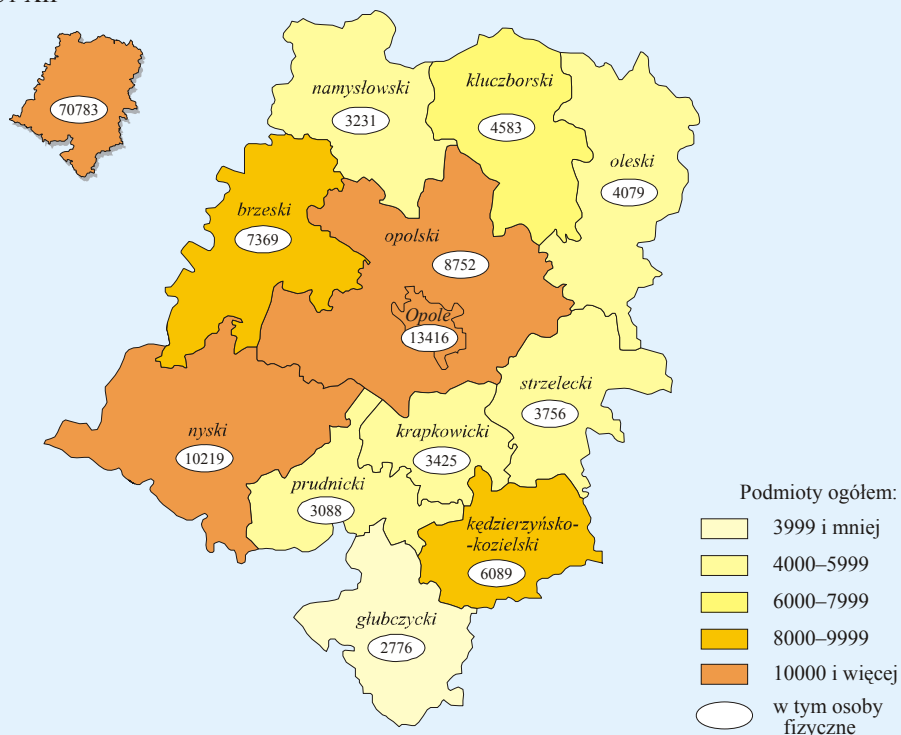 70783
namysłowski
3231
kluczborski
4583
oleski
4079
brzeski
7369
opolski
8752
Opole
13416
strzelecki
3756
nyski
10219
krapkowicki
3425
prudnicki
3088
kędzierzyńsko-
-kozielski
6089
głubczycki
2776
Podmioty ogółem:
3999 i mniej
4000–5999
6000–7999
8000–9999
10000 i więcej
w tym osoby
fizyczne